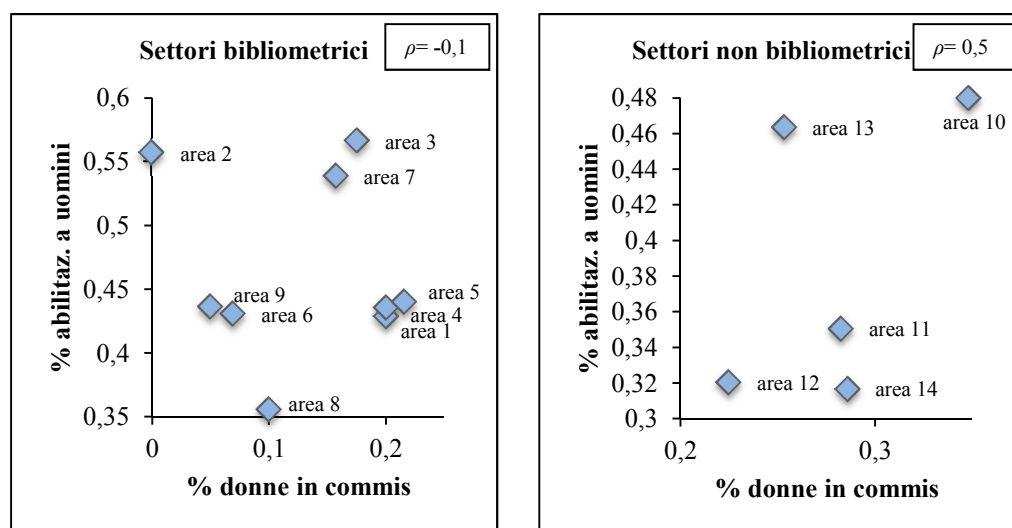 Settori bibliometrici
ρ= -0,1
% abilitaz. a uomini
0,6
0,55
0,5
0,45
0,4
0,35
area 2
area 3
area 7
area 9
area 6
area 5
area 4
area 1
area 8
0
0,1
0,2
% donne in commis
Settori non bibliometrici
ρ= 0,5
% abilitaz. a uomini
0,48
0,46
0,44
0,42
0,4
0,38
0,36
0,34
0,32
0,3
area 13
area 10
area 11
area 12
area 14
0,2
0,3
% donne in commis